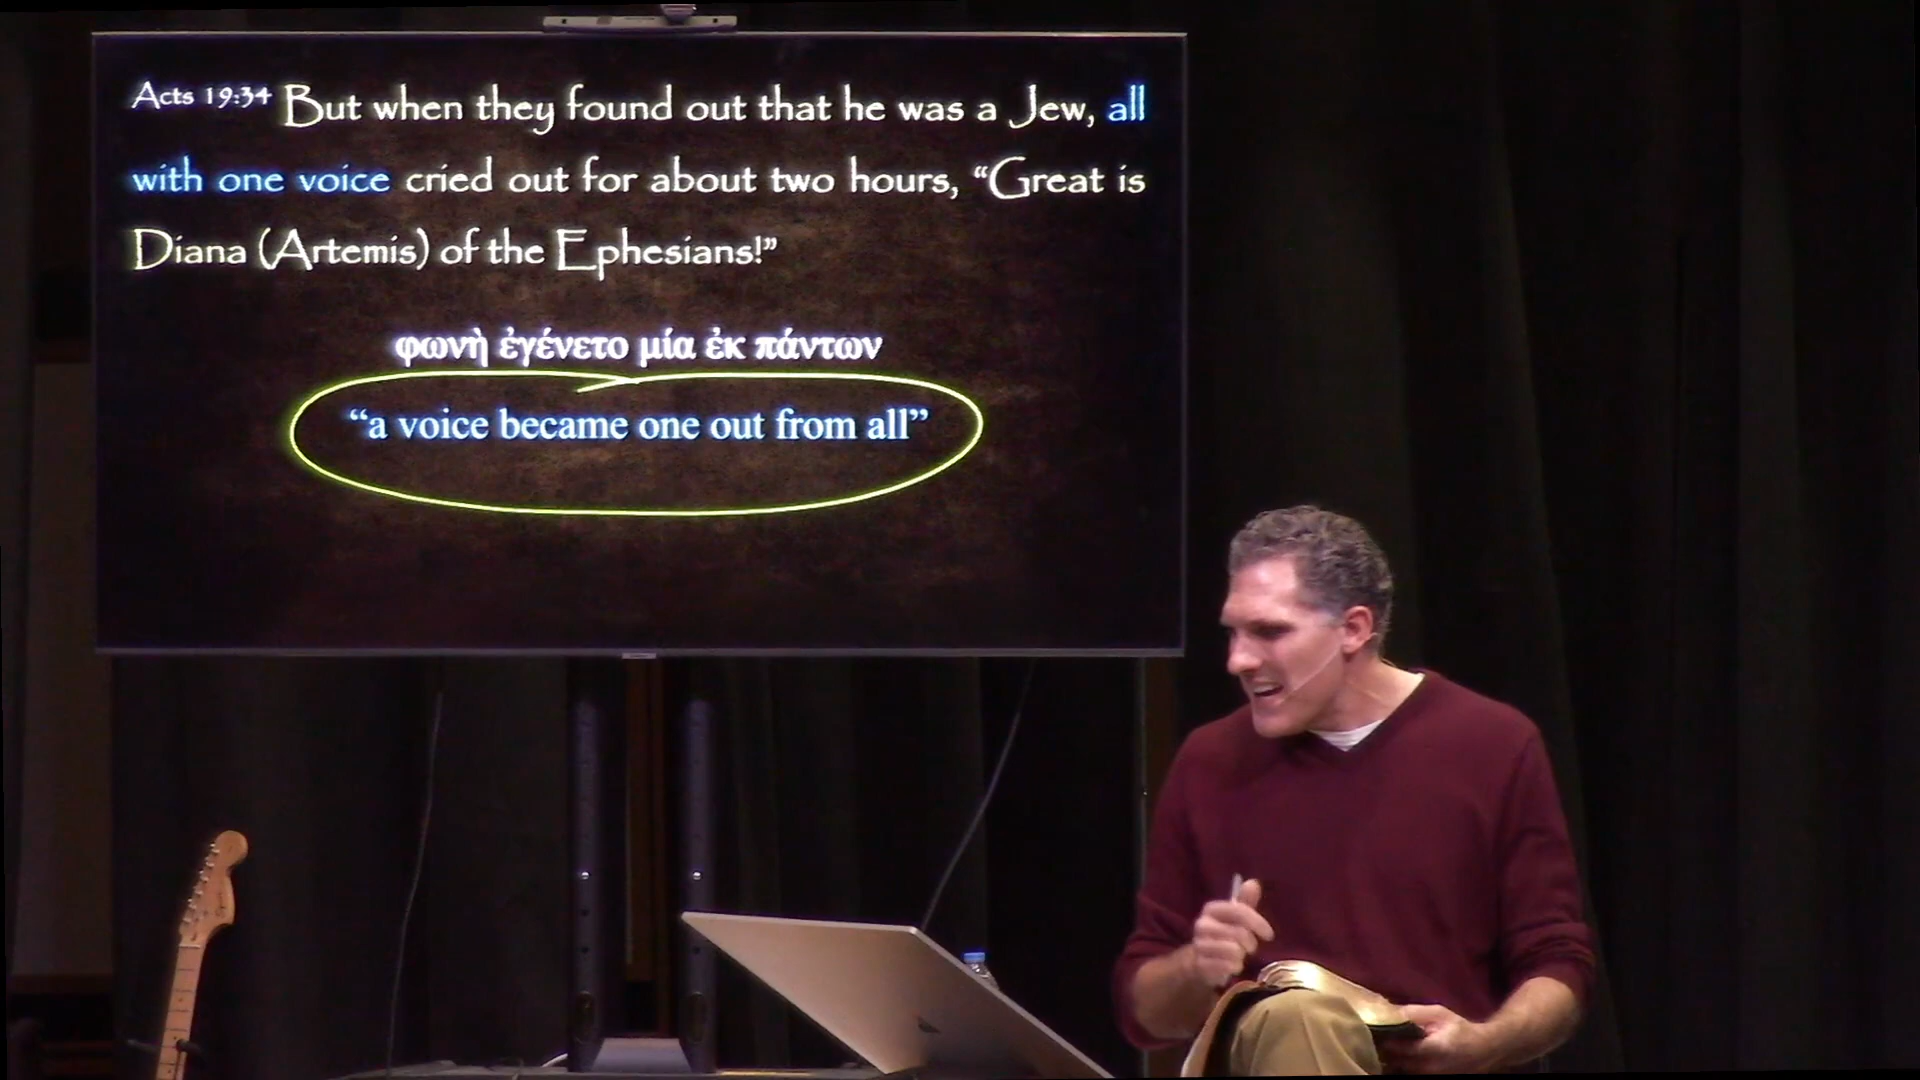 Acts 19:34 But when they found out that he was a Jew, all
with one voice cried out for about two hours, “Great is
Diana (Artemis) of the Ephesians!”
φωνὴ ἐγένετο μία ἐκ πάντων
“a voice became one out from all”